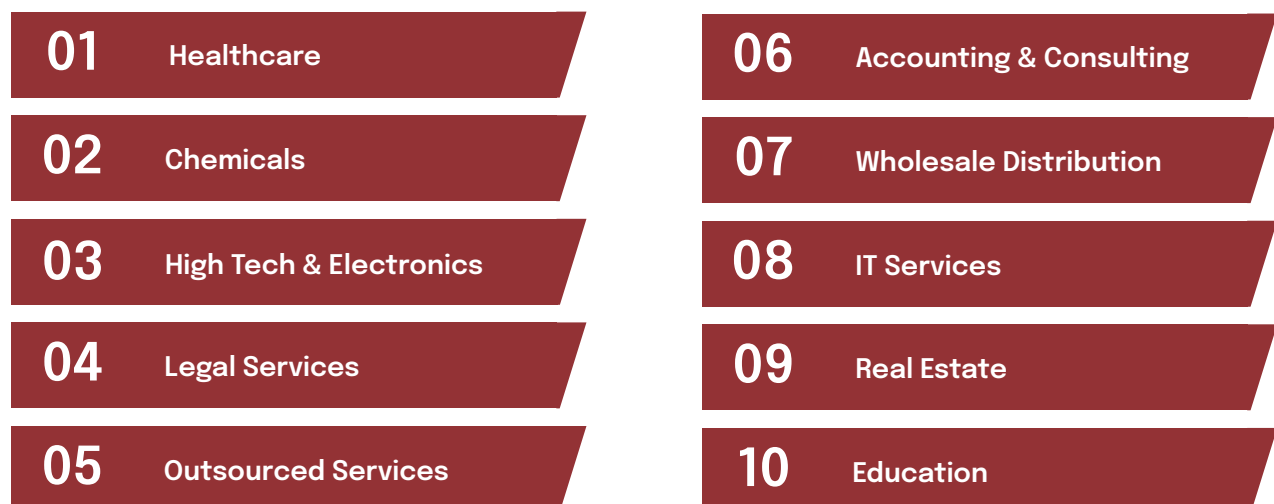 01 Healthcare
02 Chemicals
03 High Tech & Electronics
04 Legal Services
05 Outsourced Services
06 Accounting & Consulting
07 Wholesale Distribution
08 IT Services
09 Real Estate
10 Education